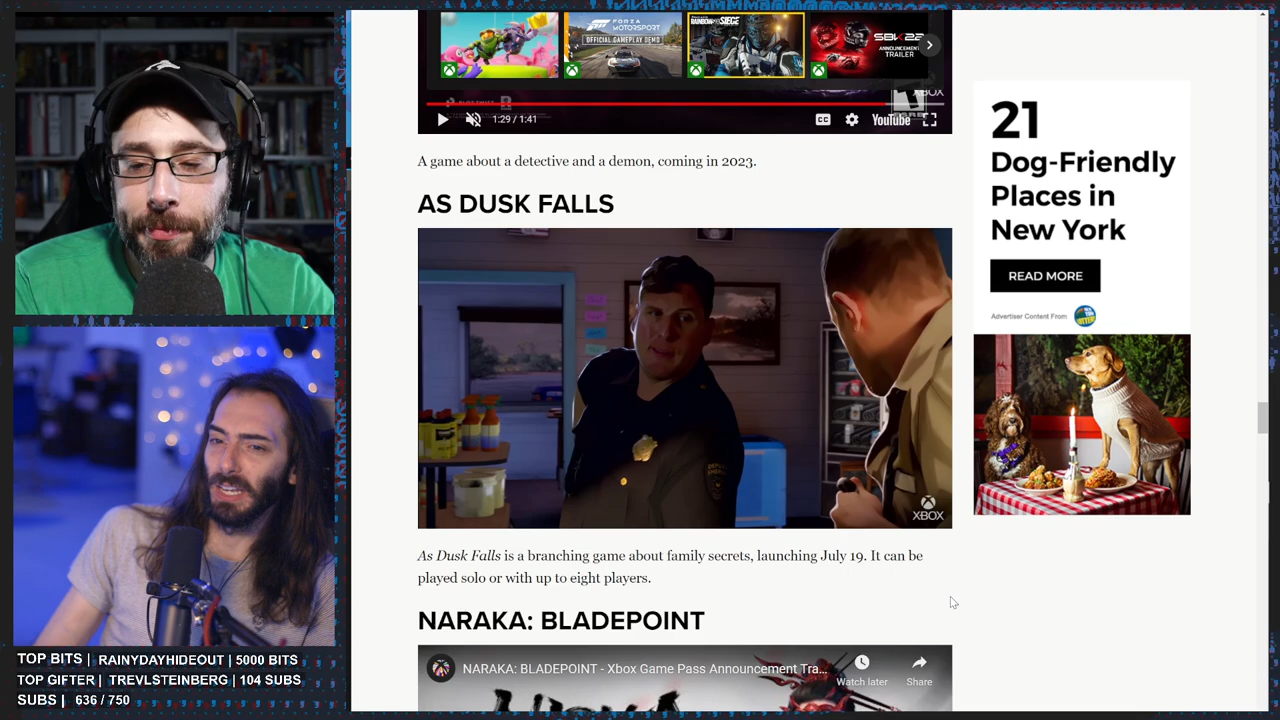 FORZA
MOTORSPORT
OFFICIAL GAMEPLAY DEMO
RAINBOW SIEGE
SBK22
ANNOUNCEMENT
TRAILER
XBOX
1:29 / 1:41
CC
YouTube
A game about a detective and a demon, coming in 2023.
AS DUSK FALLS
XBOX
As Dusk Falls is a branching game about family secrets, launching July 19. It can be
played solo or with up to eight players.
NARAKA: BLADEPOINT
NARAKA: BLADEPOINT - Xbox Game Pass Announcement Tra...
Watch later
Share
21
Dog-Friendly
Places in
New York
READ MORE
Advertiser Content From
TOP BITS | RAINYDAYHIDEOUT | 5000 BITS
TOP GIFTER | TREVLSTEINBERG | 104 SUBS
SUBS | 636 / 750